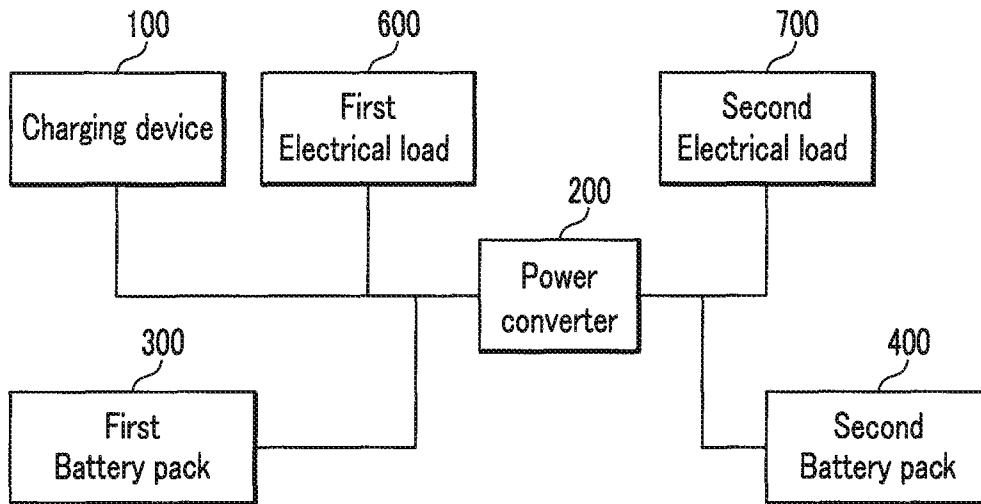 100
600
700
Charging device
First
Electrical load
Second
Electrical load
200
Power
converter
300
400
First
Battery pack
Second
Battery pack